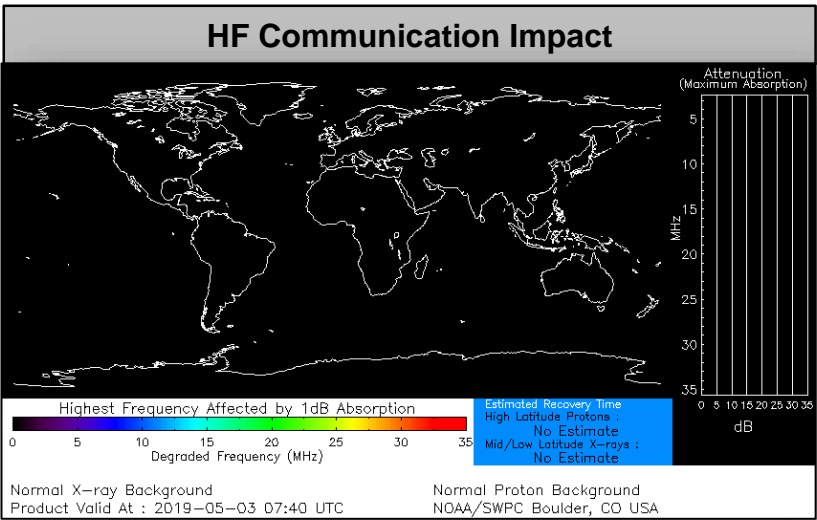 HF Communication Impact
Attenuation
(Maximum Absorption)
5
10
15
20
25
30
35
MHz
0 5 10 15 20 25 30 35
dB
Highest Frequency Affected by 1dB Absorption
0 5 10 15 20 25 30 35
Degraded Frequency (MHz)
Estimated Recovery Time
High Latitude Protons :
No Estimate
Mid/Low Latitude X-rays :
No Estimate
Normal X-ray Background
Product Valid At : 2019-05-03 07:40 UTC
Normal Proton Background
NOAA/SWPC Boulder, CO USA